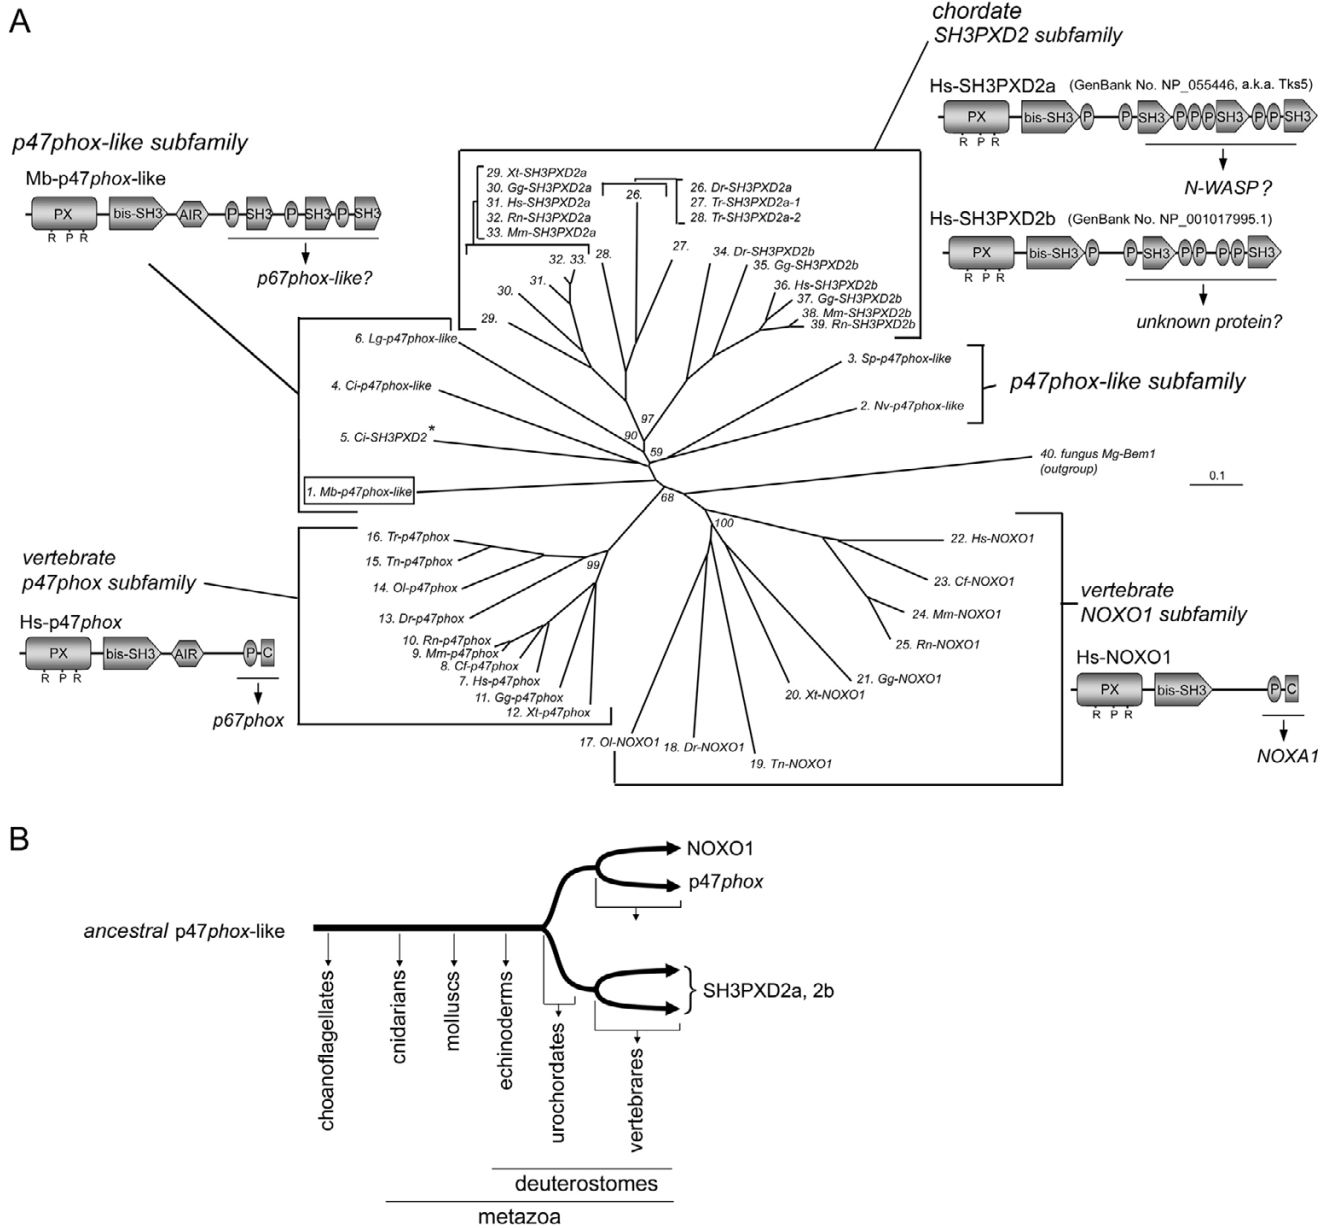 A
chordate
SH3PXD2 subfamily
Hs-SH3PXD2a (GenBank No. NP_055446, a.k.a. Tks5)
PX bis-SH3 P P SH3 P P P SH3 P P SH3
R P R
N-WASP?
Hs-SH3PXD2b (GenBank No. NP_001017995.1)
PX bis-SH3 P P SH3 P P P P SH3
R P R
unknown protein?
p47phox-like subfamily
Mb-p47phox-like
PX bis-SH3 AIR P SH3 P SH3 P SH3
R P R
p67phox-like?
29. Xt-SH3PXD2a
30. Gg-SH3PXD2a
31. Hs-SH3PXD2a
32. Rn-SH3PXD2a
33. Mm-SH3PXD2a
26.
26. Dr-SH3PXD2a
27. Tr-SH3PXD2a-1
28. Tr-SH3PXD2a-2
32. 33.
28.
27.
31.
30.
29.
34. Dr-SH3PXD2b
35. Gg-SH3PXD2b
36. Hs-SH3PXD2b
37. Gg-SH3PXD2b
38. Mm-SH3PXD2b
39. Rn-SH3PXD2b
6. Lg-p47phox-like
4. Ci-p47phox-like
5. Ci-SH3PXD2*
1. Mb-p47phox-like
3. Sp-p47phox-like
2. Nv-p47phox-like
p47phox-like subfamily
40. fungus Mg-Bem1
(outgroup)
0.1
97
90
59
68
100
99
vertebrate
p47phox subfamily
Hs-p47phox
PX bis-SH3 AIR P C
R P R
p67phox
16. Tr-p47phox
15. Tn-p47phox
14. Ol-p47phox
13. Dr-p47phox
10. Rn-p47phox
9. Mm-p47phox
8. Cf-p47phox
7. Hs-p47phox
11. Gg-p47phox
12. Xt-p47phox
17. Ol-NOXO1
18. Dr-NOXO1
19. Tn-NOXO1
20. Xt-NOXO1
21. Gg-NOXO1
22. Hs-NOXO1
23. Cf-NOXO1
24. Mm-NOXO1
25. Rn-NOXO1
vertebrate
NOXO1 subfamily
Hs-NOXO1
PX bis-SH3 P C
R P R
NOXA1
B
ancestral p47phox-like
NOXO1
p47phox
SH3PXD2a, 2b
choanoflagellates
cnidarians
molluscs
echinoderms
urochordates
vertebrares
deuterostomes
metazoa